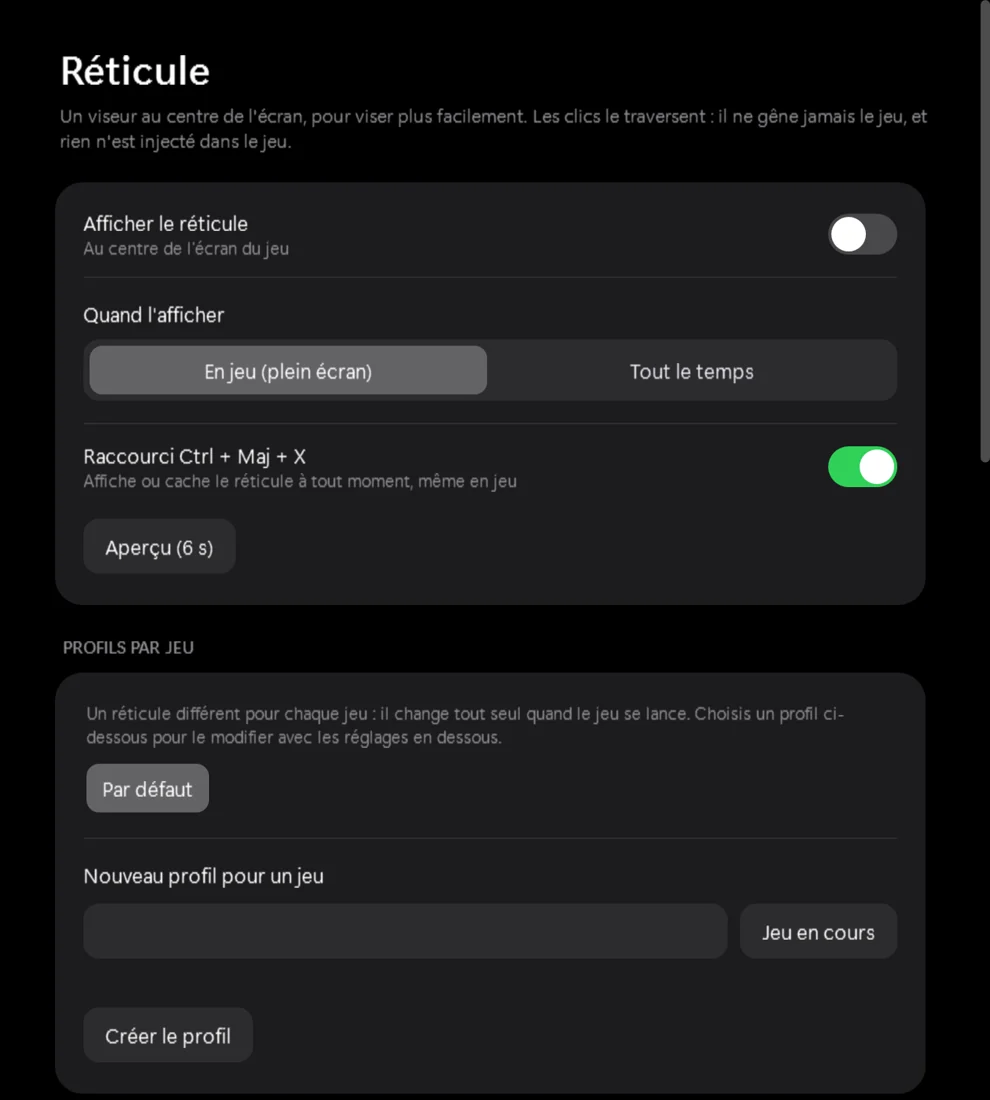 Réticule
Un viseur au centre de l'écran, pour viser plus facilement. Les clics le traversent : il ne gêne jamais le jeu, et
rien n'est injecté dans le jeu.
Afficher le réticule
Au centre de l'écran du jeu
Quand l'afficher
En jeu (plein écran)
Tout le temps
Raccourci Ctrl + Maj + X
Affiche ou cache le réticule à tout moment, même en jeu
Aperçu (6 s)
PROFILS PAR JEU
Un réticule différent pour chaque jeu : il change tout seul quand le jeu se lance. Choisis un profil ci-
dessous pour le modifier avec les réglages en dessous.
Par défaut
Nouveau profil pour un jeu
Jeu en cours
Créer le profil